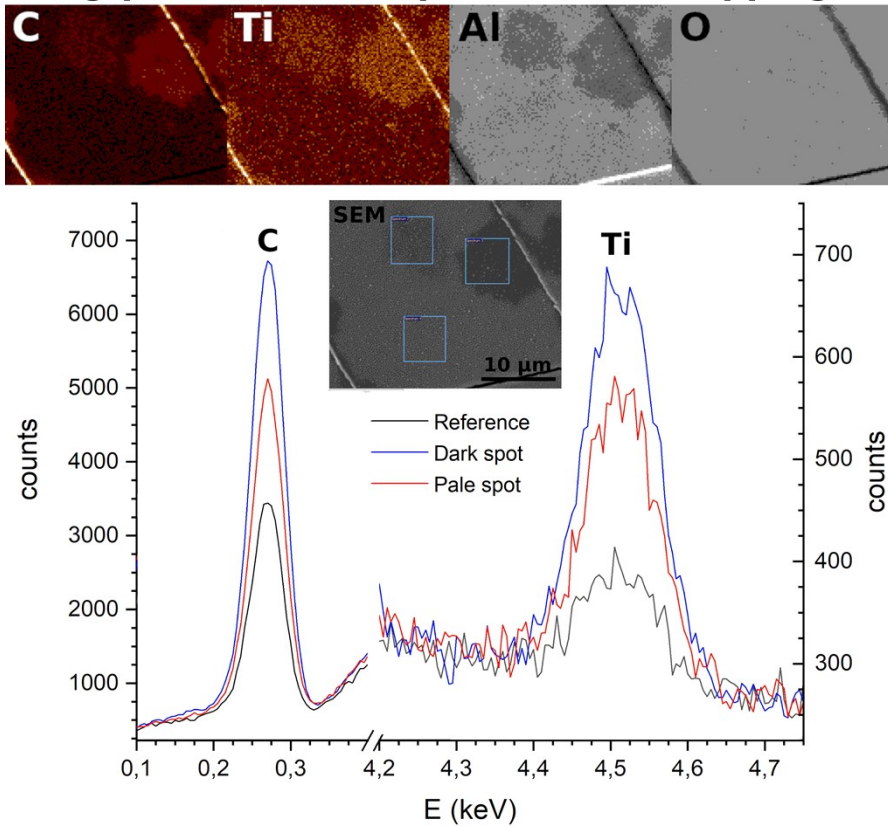 C Ti Al O
SEM
10 µm
C
Ti
Reference
Dark spot
Pale spot
counts
7000
6000
5000
4000
3000
2000
1000
700
600
500
400
300
counts
0,1 0,2 0,3 4,2 4,3 4,4 4,5 4,6 4,7
E (keV)